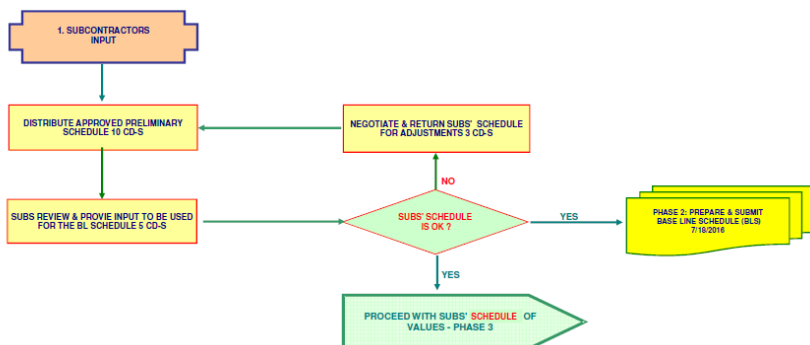 1. SUBCONTRACTORS
INPUT
DISTRIBUTE APPROVED PRELIMINARY
SCHEDULE 10 CD-S
NEGOTIATE & RETURN SUBS' SCHEDULE
FOR ADJUSTMENTS 3 CD-S
NO
SUBS REVIEW & PROVIE INPUT TO BE USED
FOR THE BL SCHEDULE 5 CD-S
SUBS' SCHEDULE
IS OK ?
YES
PHASE 2: PREPARE & SUBMIT
BASE LINE SCHEDULE (BLS)
7/18/2016
YES
PROCEED WITH SUBS' SCHEDULE OF
VALUES - PHASE 3